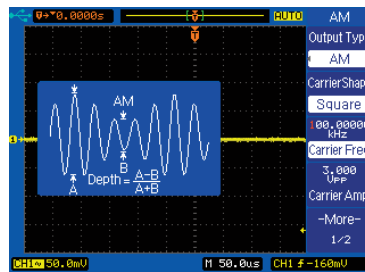 0.0000s AUTO AM
Output Typ
AM
CarrierShap
Square
100.0000
kHz
Carrier Fre
3.000
Vpp
Carrier Amp
-More-
1/2
AM
A
B
Depth = A-B
A+B
CH1 50.0mV M 50.0us CH1 -160mV